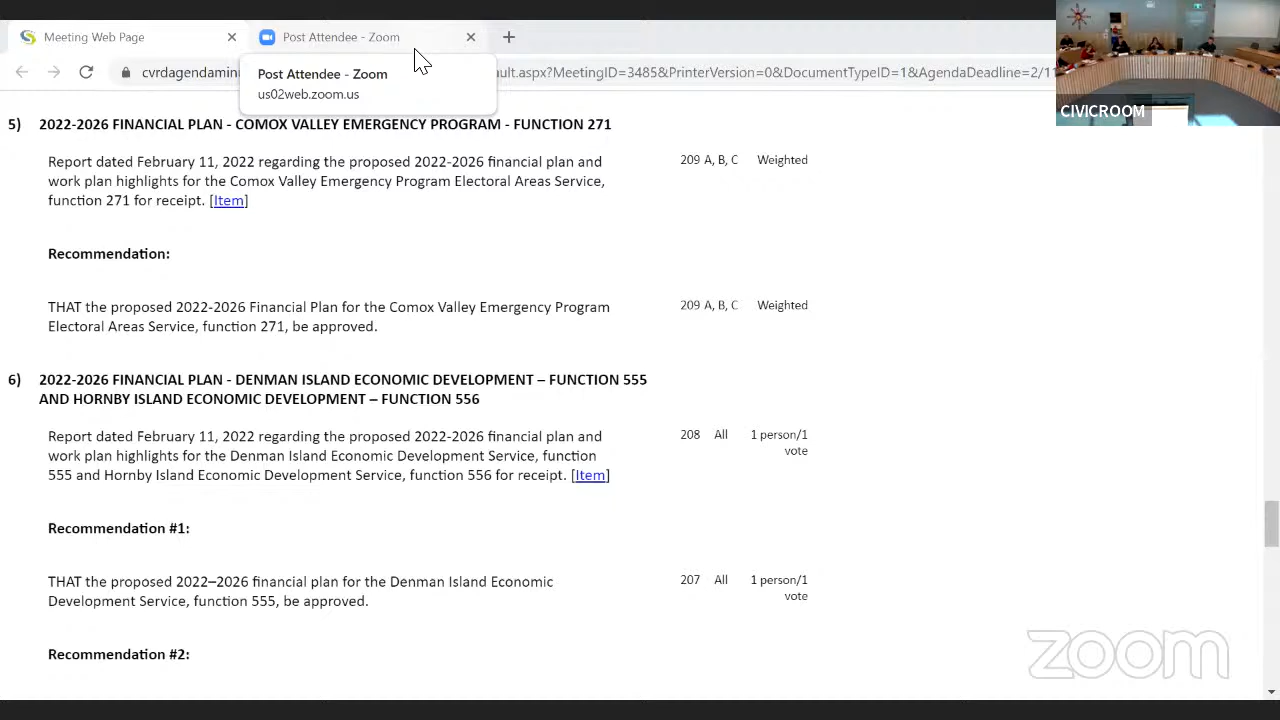 Meeting Web Page
Post Attendee - Zoom
cvrdagendamin
ult.aspx?MeetingID=3485&PrinterVersion=0&DocumentTypeID=1&AgendaDeadline=2/11
Post Attendee - Zoom
us02web.zoom.us
CIVICROOM
5) 2022-2026 FINANCIAL PLAN - COMOX VALLEY EMERGENCY PROGRAM - FUNCTION 271
Report dated February 11, 2022 regarding the proposed 2022-2026 financial plan and 209 A, B, C Weighted
work plan highlights for the Comox Valley Emergency Program Electoral Areas Service,
function 271 for receipt. [Item]
Recommendation:
THAT the proposed 2022-2026 Financial Plan for the Comox Valley Emergency Program 209 A, B, C Weighted
Electoral Areas Service, function 271, be approved.
6) 2022-2026 FINANCIAL PLAN - DENMAN ISLAND ECONOMIC DEVELOPMENT – FUNCTION 555
AND HORNBY ISLAND ECONOMIC DEVELOPMENT – FUNCTION 556
Report dated February 11, 2022 regarding the proposed 2022-2026 financial plan and 208 All 1 person/1
work plan highlights for the Denman Island Economic Development Service, function vote
555 and Hornby Island Economic Development Service, function 556 for receipt. [Item]
Recommendation #1:
THAT the proposed 2022–2026 financial plan for the Denman Island Economic 207 All 1 person/1
Development Service, function 555, be approved. vote
Recommendation #2:
zoom